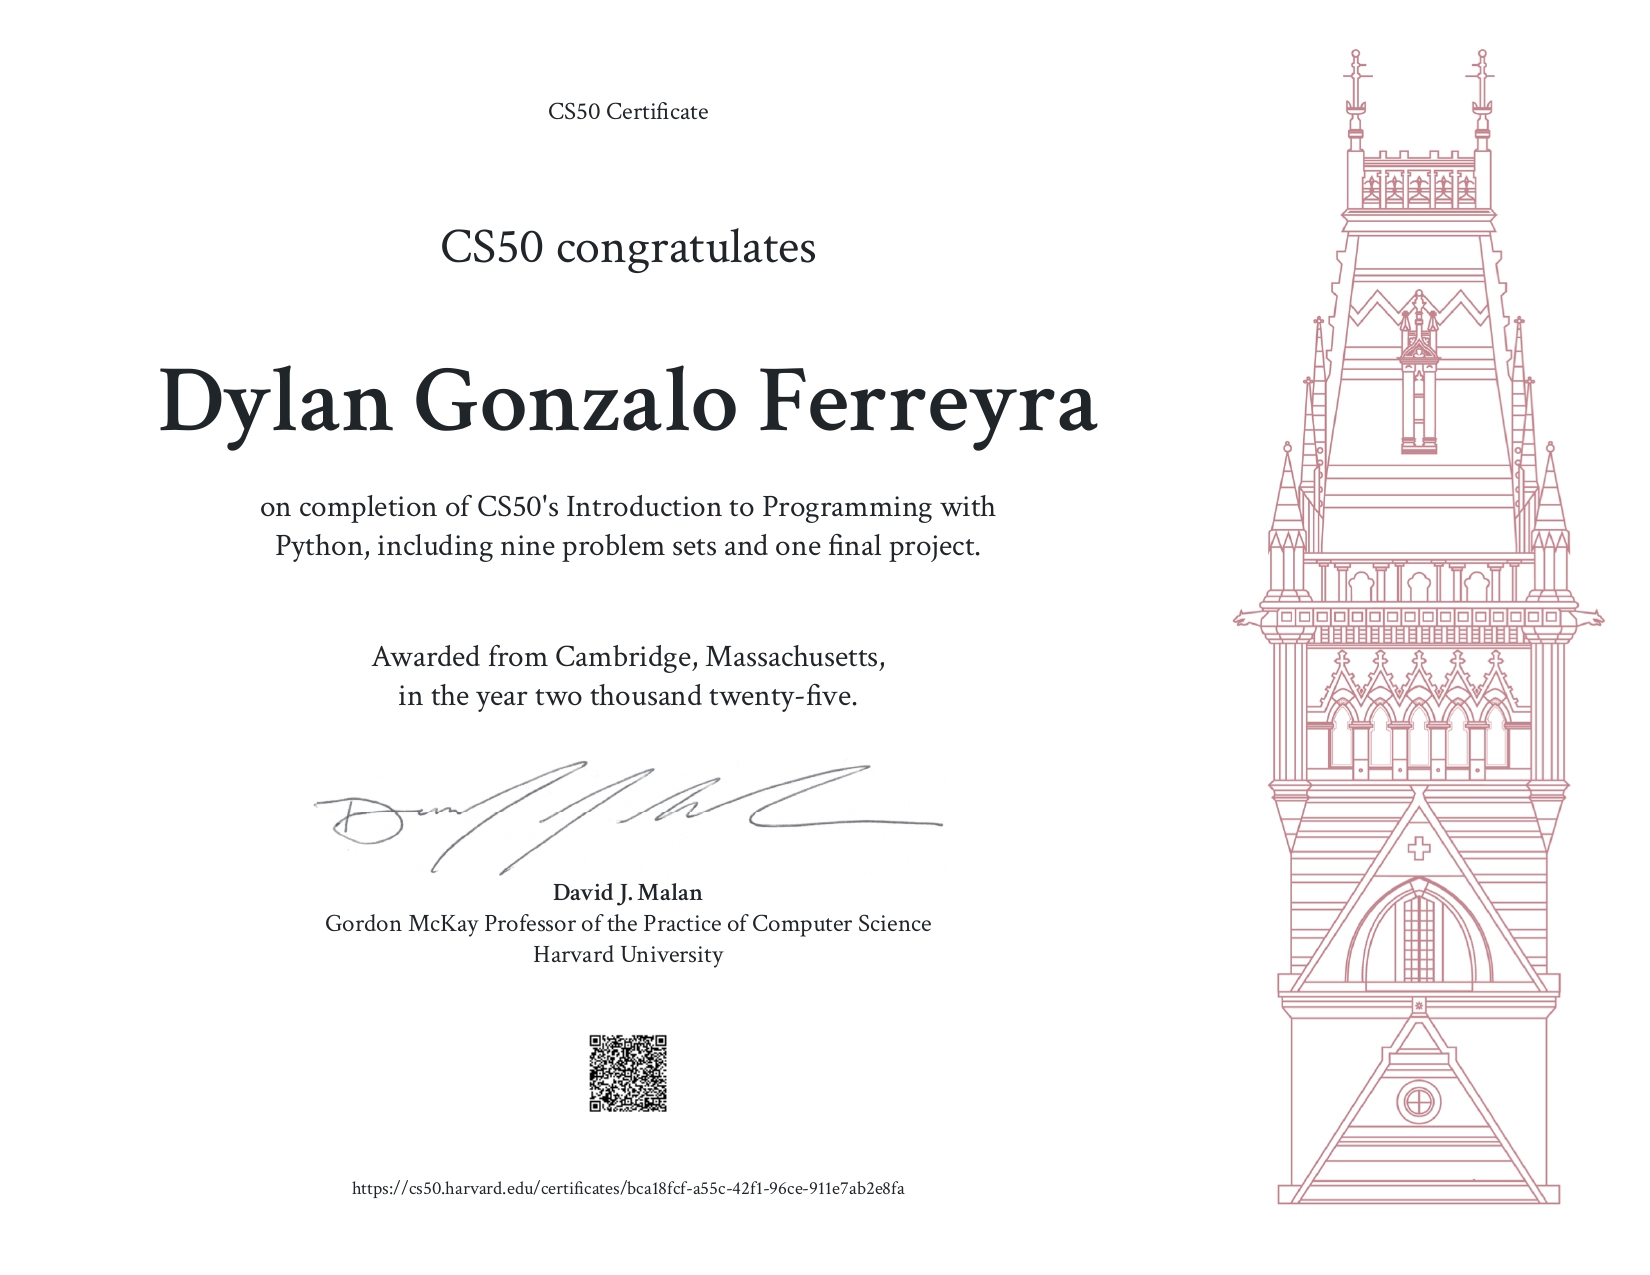 CS50 Certificate
CS50 congratulates
Dylan Gonzalo Ferreyra
on completion of CS50's Introduction to Programming with
Python, including nine problem sets and one final project.
Awarded from Cambridge, Massachusetts,
in the year two thousand twenty-five.
David J. Malan
Gordon McKay Professor of the Practice of Computer Science
Harvard University
https://cs50.harvard.edu/certificates/bca18fcf-a55c-42f1-96ce-911e7ab2e8fa